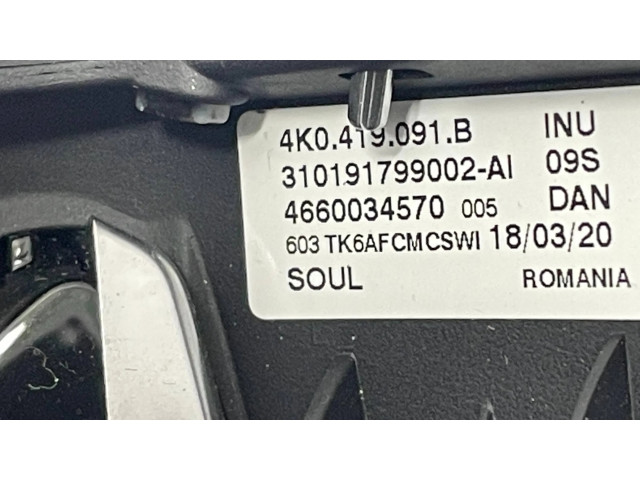 4K0.419.091.B INU
310191799002-AI 09S
4660034570 005 DAN
603 TK6AFCMCSWI 18/03/20
SOUL ROMANIA